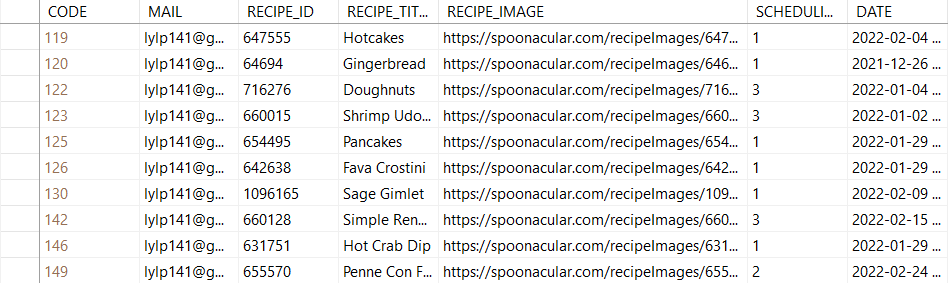 CODE MAIL RECIPE_ID RECIPE_TIT... RECIPE_IMAGE SCHEDULI... DATE
119 lylp141@g... 647555 Hotcakes https://spoonacular.com/recipeImages/647... 1 2022-02-04 ...
120 lylp141@g... 64694 Gingerbread https://spoonacular.com/recipeImages/646... 1 2021-12-26 ...
122 lylp141@g... 716276 Doughnuts https://spoonacular.com/recipeImages/716... 3 2022-01-04 ...
123 lylp141@g... 660015 Shrimp Udo... https://spoonacular.com/recipeImages/660... 3 2022-01-02 ...
125 lylp141@g... 654495 Pancakes https://spoonacular.com/recipeImages/654... 1 2022-01-29 ...
126 lylp141@g... 642638 Fava Crostini https://spoonacular.com/recipeImages/642... 1 2022-01-29 ...
130 lylp141@g... 1096165 Sage Gimlet https://spoonacular.com/recipeImages/109... 1 2022-02-09 ...
142 lylp141@g... 660128 Simple Ren... https://spoonacular.com/recipeImages/660... 3 2022-02-15 ...
146 lylp141@g... 631751 Hot Crab Dip https://spoonacular.com/recipeImages/631... 1 2022-01-29 ...
149 lylp141@g... 655570 Penne Con F... https://spoonacular.com/recipeImages/655... 2 2022-02-24 ...